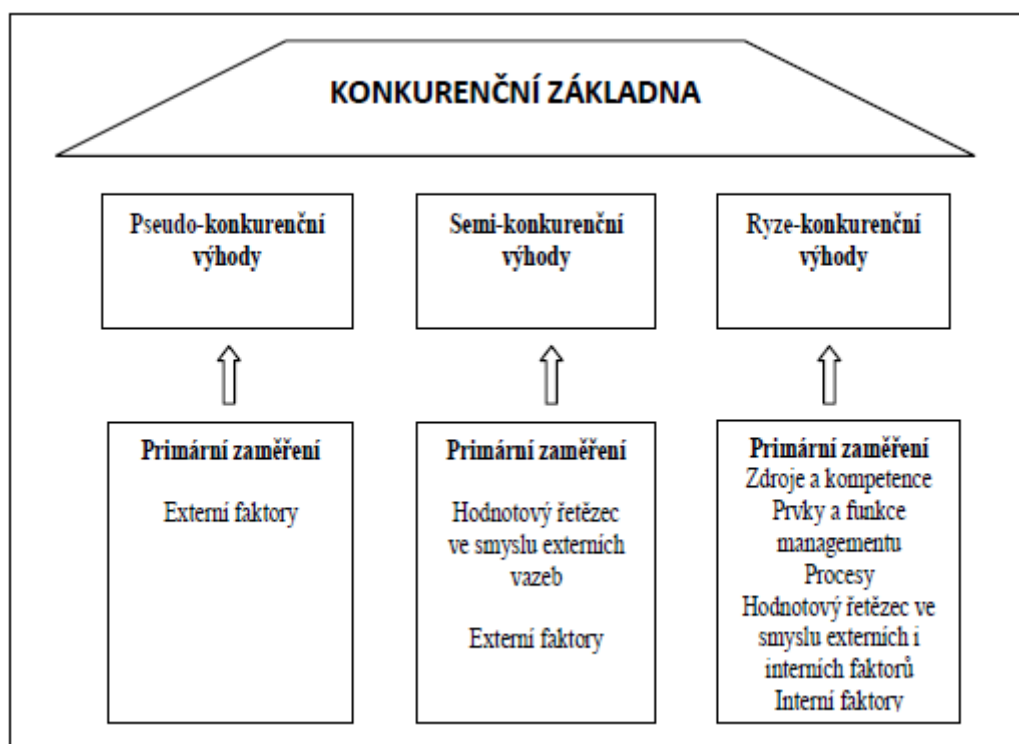 KONKURENČNÍ ZÁKLADNA
Pseudo-konkurenční
výhody
Semi-konkurenční
výhody
Ryze-konkurenční
výhody
Primární zaměření
Externí faktory
Primární zaměření
Hodnotový řetězec
ve smyslu externích
vazeb
Externí faktory
Primární zaměření
Zdroje a kompetence
Prvky a funkce
managementu
Procesy
Hodnotový řetězec ve
smyslu externích i
interních faktorů
Interní faktory